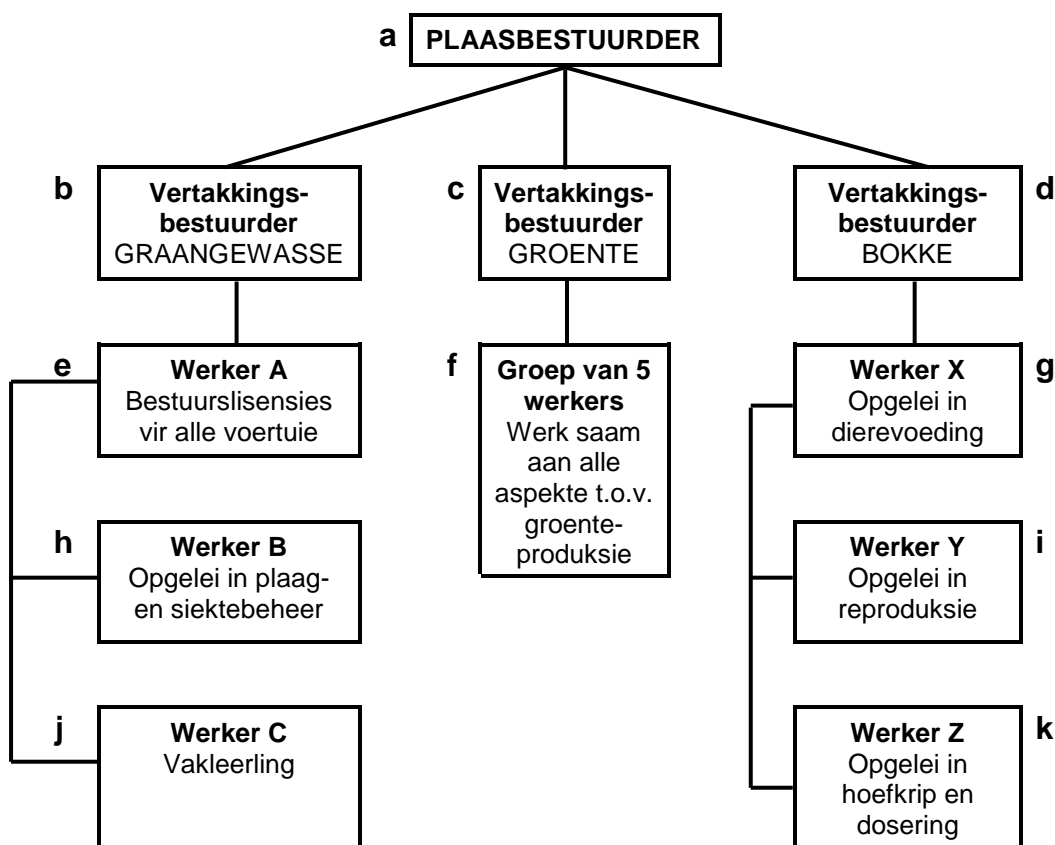 a
PLAASBESTUURDER
b
Vertakkings-
bestuurder
GRAANGEWASSE
c
Vertakkings-
bestuurder
GROENTE
Vertakkings-
bestuurder
BOKKE
d
e
Werker A
Bestuurslisensies
vir alle voertuie
f
Groep van 5
werkers
Werk saam
aan alle
aspekte t.o.v.
groente-
produksie
Werker X
Opgelei in
dierevoeding
g
h
Werker B
Opgelei in plaag-
en siektebeheer
Werker Y
Opgelei in
reproduksie
i
j
Werker C
Vakleerling
Werker Z
Opgelei in
hoefkrip en
dosering
k